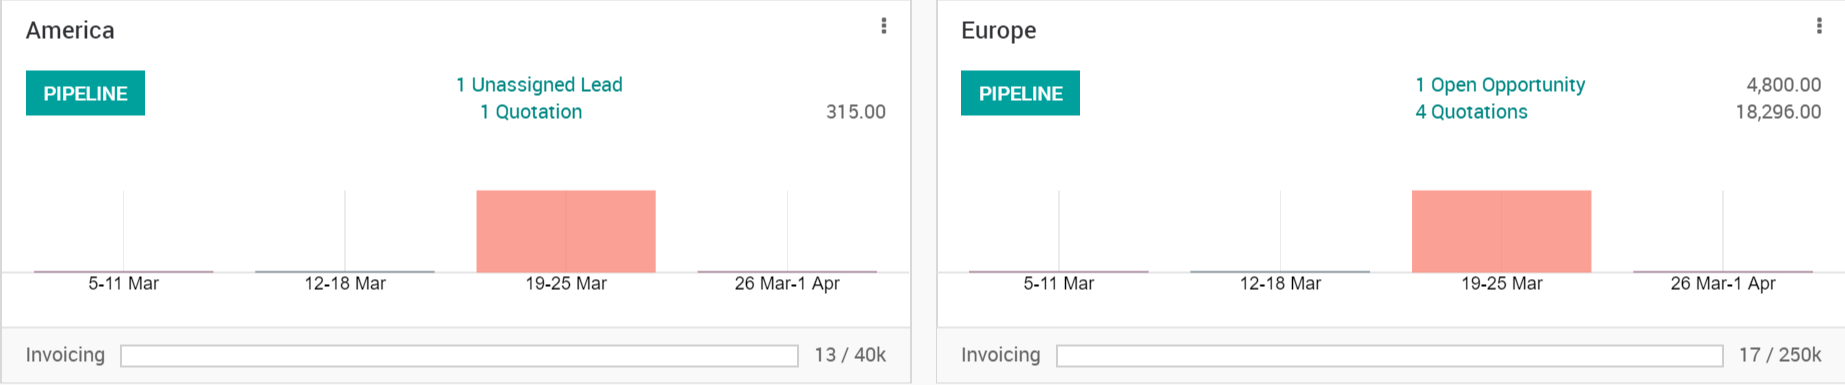 America
PIPELINE
1 Unassigned Lead
1 Quotation 315.00
5-11 Mar 12-18 Mar 19-25 Mar 26 Mar-1 Apr
Invoicing 13 / 40k
Europe
PIPELINE
1 Open Opportunity 4,800.00
4 Quotations 18,296.00
5-11 Mar 12-18 Mar 19-25 Mar 26 Mar-1 Apr
Invoicing 17 / 250k